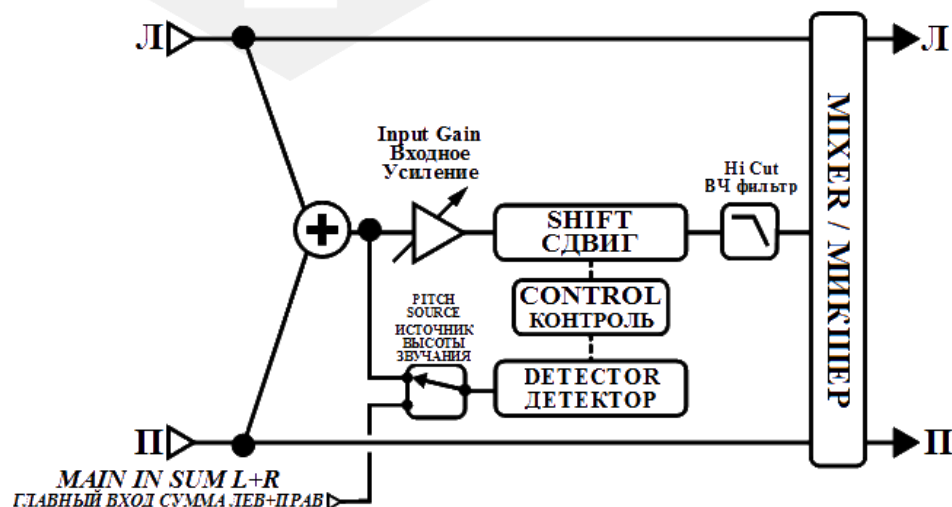 Л
Л
Input Gain
Входное
Усиление
Hi Cut
ВЧ фильтр
SHIFT
СДВИГ
MIXER / МИКШЕР
PITCH
SOURCE
ИСТОЧНИК
ВЫСОТЫ
ЗВУЧАНИЯ
CONTROL
КОНТРОЛЬ
DETECTOR
ДЕТЕКТОР
П
П
MAIN IN SUM L+R
ГЛАВНЫЙ ВХОД СУММА ЛЕВ+ПРАВ